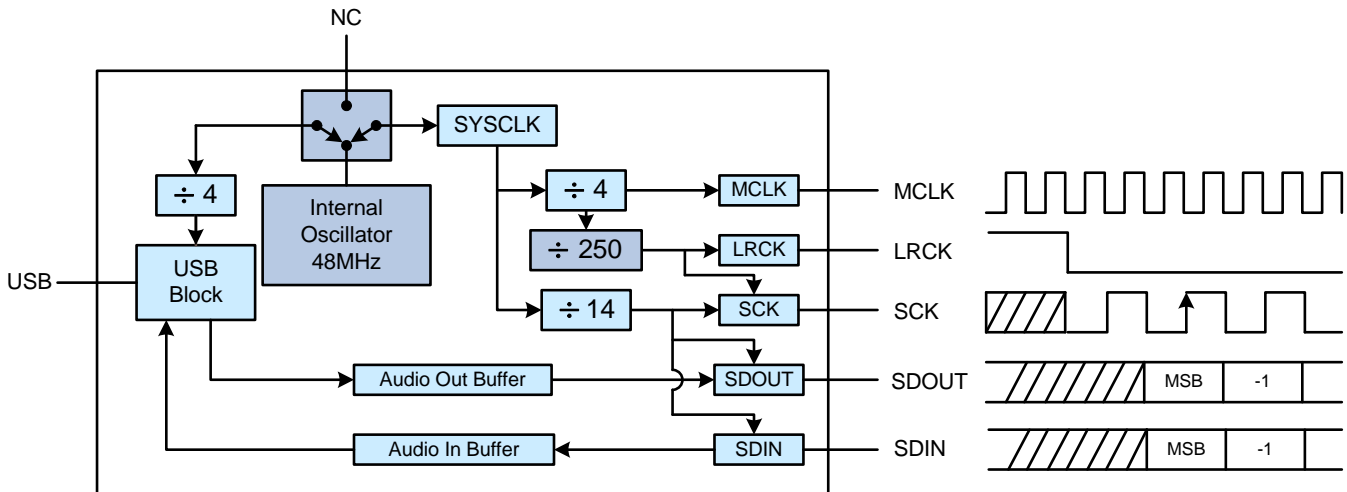 NC
SYSCLK
÷ 4
÷ 4
MCLK
MCLK
Internal
Oscillator
48MHz
÷ 250
LRCK
LRCK
USB
USB
Block
÷ 14
SCK
SCK
Audio Out Buffer
SDOUT
SDOUT
MSB
-1
Audio In Buffer
SDIN
SDIN
MSB
-1